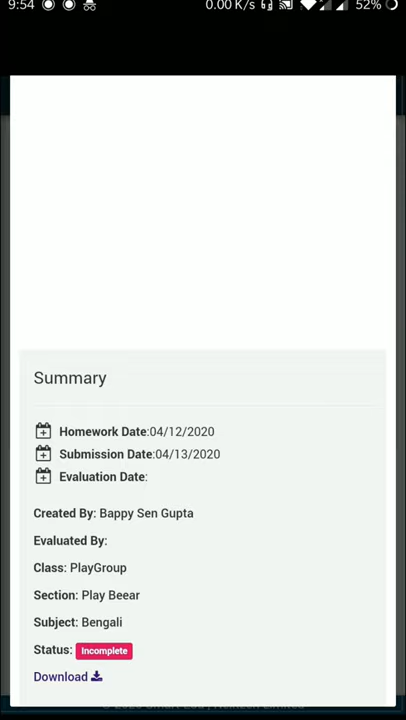 9:54 0.00 K/s 52%
Summary
Homework Date:04/12/2020
Submission Date:04/13/2020
Evaluation Date:
Created By: Bappy Sen Gupta
Evaluated By:
Class: PlayGroup
Section: Play Beear
Subject: Bengali
Status: Incomplete
Download